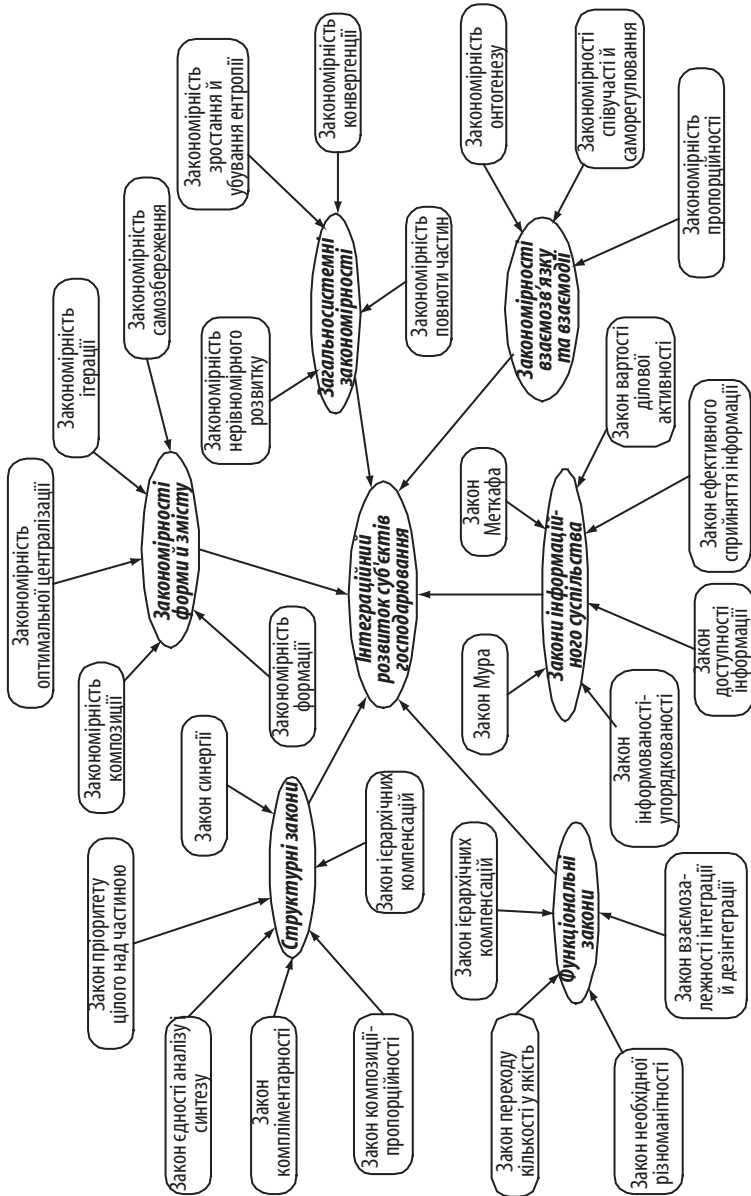 Закон пріоритету
цілого над частиною
Закон єдності аналізу
синтезу
Закон
компліментарності
Закон композиції-
пропорційності
Закон синергії
Закон ієрархічних
компенсацій
Структурні закони
Закономірність
оптимальної централізації
Закономірність
композиції
Закономірність
ітерації
Закономірність
самозбереження
Закономірність
формації
Закономірності
форми й змісту
Закономірність
нерівномірного
розвитку
Закономірність
зростання й
убування ентропії
Закономірність
конвергенції
Закономірність
повноти частин
Загальносистемні
закономірності
Інтеграційний
розвиток суб'єктів
господарювання
Закон переходу
кількості у якість
Закон ієрархічних
компенсацій
Закон необхідної
різноманітності
Закон взаємоза-
лежності інтеграції
й дезінтеграції
Функціональні
закони
Закон Мура
Закон
Меткафа
Закон
інформованості-
упорядкованості
Закон
доступності
інформації
Закон ефективного
сприйняття інформації
Закон вартості
ділової
активності
Закони інформацій-
ного суспільства
Закономірність
онтогенезу
Закономірності
співучасті й
саморегулювання
Закономірність
пропорційності
Закономірності
взаємозв'язку
та взаємодії